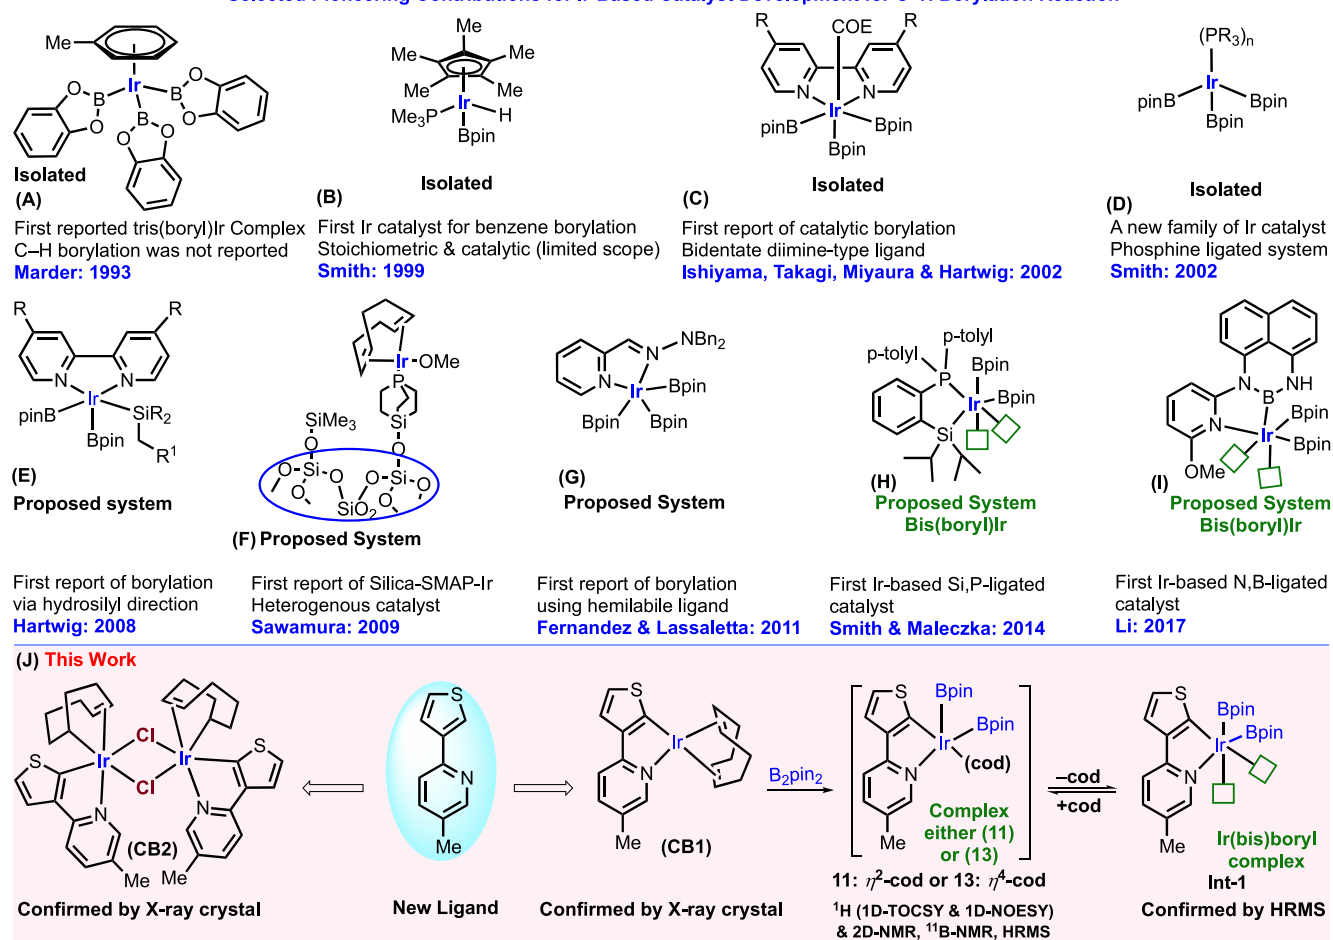 Selected Pioneering Contributions for Ir-Based Catalyst Development for C–H Borylation Reaction
Me
Ir
B
O
O
B
O
O
B
O
O
Isolated
(A)
First reported tris(boryl)Ir Complex
C–H borylation was not reported
Marder: 1993
Me
Me
Me
Me
Me
Ir
Me3P
H
Bpin
(B)
Isolated
First Ir catalyst for benzene borylation
Stoichiometric & catalytic (limited scope)
Smith: 1999
R
COE
R
N
N
Ir
pinB
Bpin
Bpin
(C)
Isolated
First report of catalytic borylation
Bidentate diimine-type ligand
Ishiyama, Takagi, Miyaura & Hartwig: 2002
(PR3)n
Ir
pinB
Bpin
Bpin
Isolated
(D)
A new family of Ir catalyst
Phosphine ligated system
Smith: 2002
R
R
N
N
Ir
pinB
SiR2
Bpin
R1
(E)
Proposed system
First report of borylation
via hydrosilyl direction
Hartwig: 2008
Ir
OMe
P
Si
SiMe3
O
O
O
Si
O
O
Si
O
O
O
SiO2
(F) Proposed System
First report of Silica-SMAP-Ir
Heterogenous catalyst
Sawamura: 2009
NBn2
N
N
Ir
Bpin
Bpin
Bpin
(G)
Proposed System
First report of borylation
using hemilabile ligand
Fernandez & Lassaletta: 2011
p-tolyl
p-tolyl
P
Bpin
Bpin
Ir
Si
(H)
Proposed System
Bis(boryl)Ir
First Ir-based Si,P-ligated
catalyst
Smith & Maleczka: 2014
N
NH
B
N
Bpin
Ir
Bpin
OMe
(I)
Proposed System
Bis(boryl)Ir
First Ir-based N,B-ligated
catalyst
Li: 2017
(J) This Work
Cl
Ir
Ir
Cl
S
S
N
N
Me
Me
(CB2)
Confirmed by X-ray crystal
S
N
Me
New Ligand
S
Ir
N
Me
(CB1)
Confirmed by X-ray crystal
B2pin2
S
Bpin
Bpin
Ir
(cod)
N
Me
Complex
either (11)
or (13)
11: η2-cod or 13: η4-cod
1H (1D-TOCSY & 1D-NOESY)
& 2D-NMR, 11B-NMR, HRMS
–cod
+cod
S
Bpin
Bpin
Ir
N
Me
Ir(bis)boryl
complex
Int-1
Confirmed by HRMS